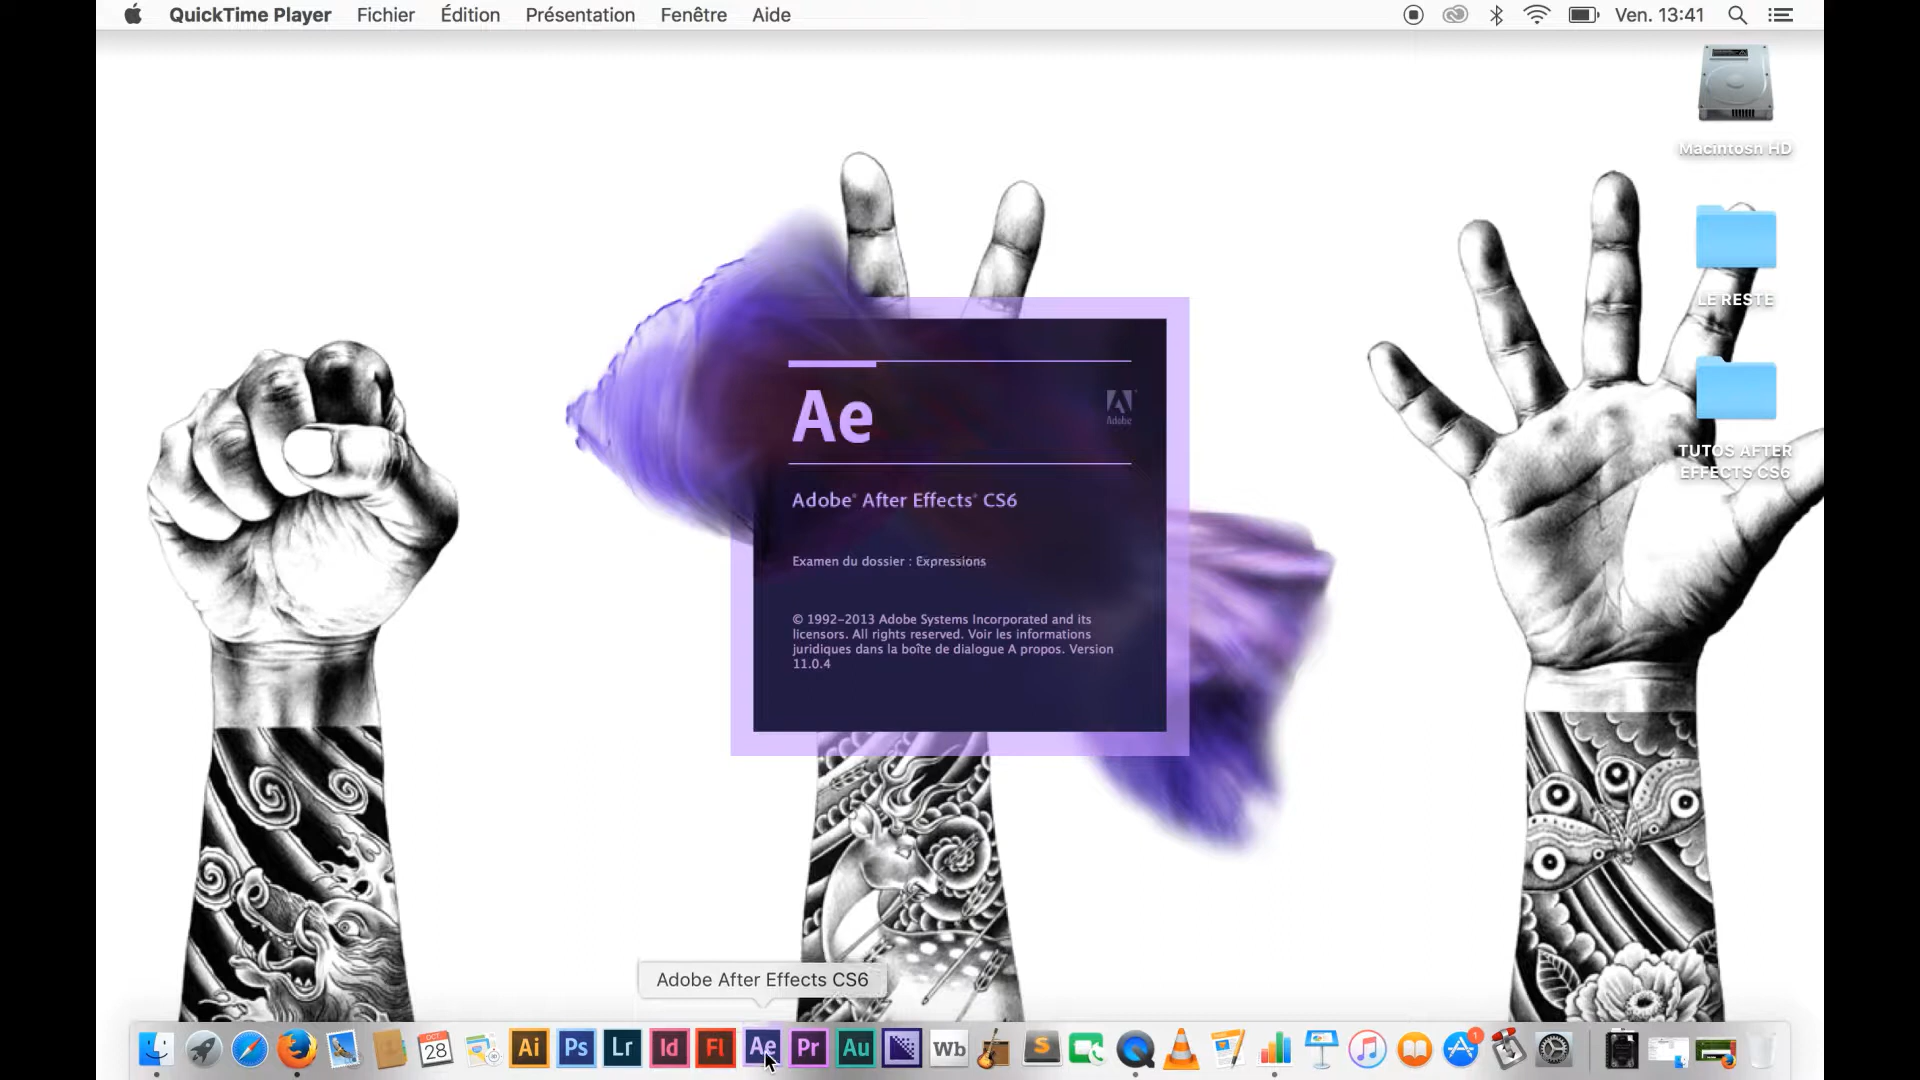 QuickTime Player Fichier Édition Présentation Fenêtre Aide Ven. 13:41
Macintosh HD
LE RESTE
TUTOS AFTER
EFFECTS CS6
Ae
Adobe
Adobe® After Effects® CS6
Examen du dossier : Expressions
© 1992-2013 Adobe Systems Incorporated and its
licensors. All rights reserved. Voir les informations
juridiques dans la boîte de dialogue A propos. Version
11.0.4
Adobe After Effects CS6
OCT 28 Ai Ps Lr Id Fl Ae Pr Au Wb S 1